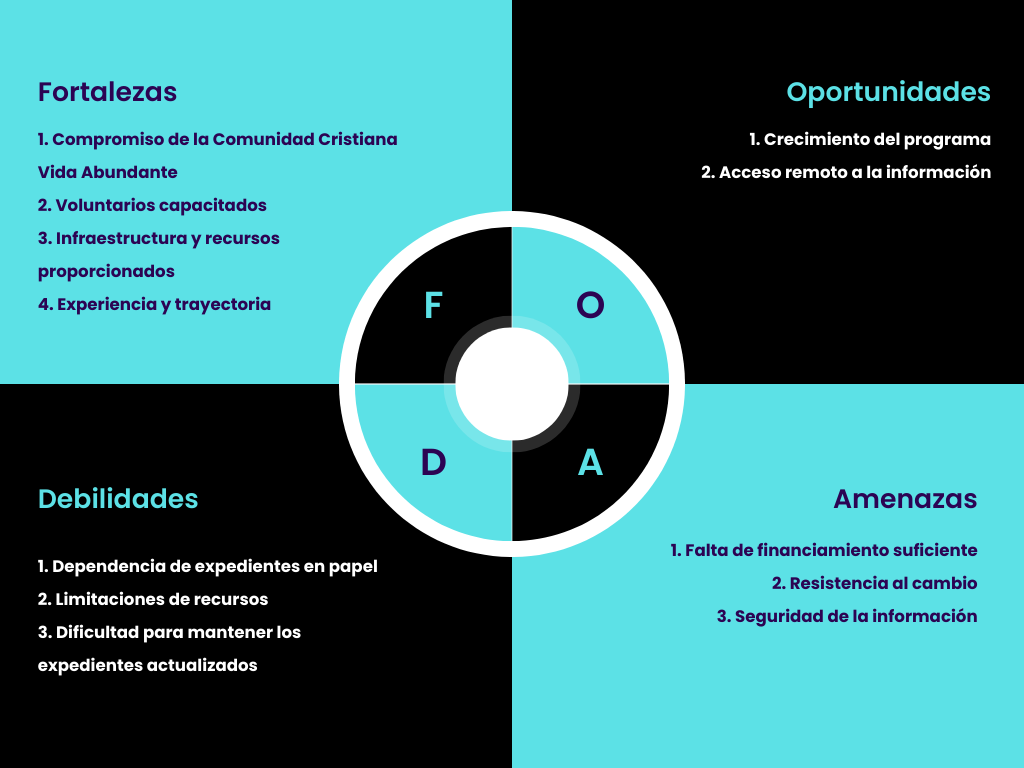 Fortalezas
1. Compromiso de la Comunidad Cristiana
Vida Abundante
2. Voluntarios capacitados
3. Infraestructura y recursos
proporcionados
4. Experiencia y trayectoria
Oportunidades
1. Crecimiento del programa
2. Acceso remoto a la información
F
O
D
A
Debilidades
1. Dependencia de expedientes en papel
2. Limitaciones de recursos
3. Dificultad para mantener los
expedientes actualizados
Amenazas
1. Falta de financiamiento suficiente
2. Resistencia al cambio
3. Seguridad de la información